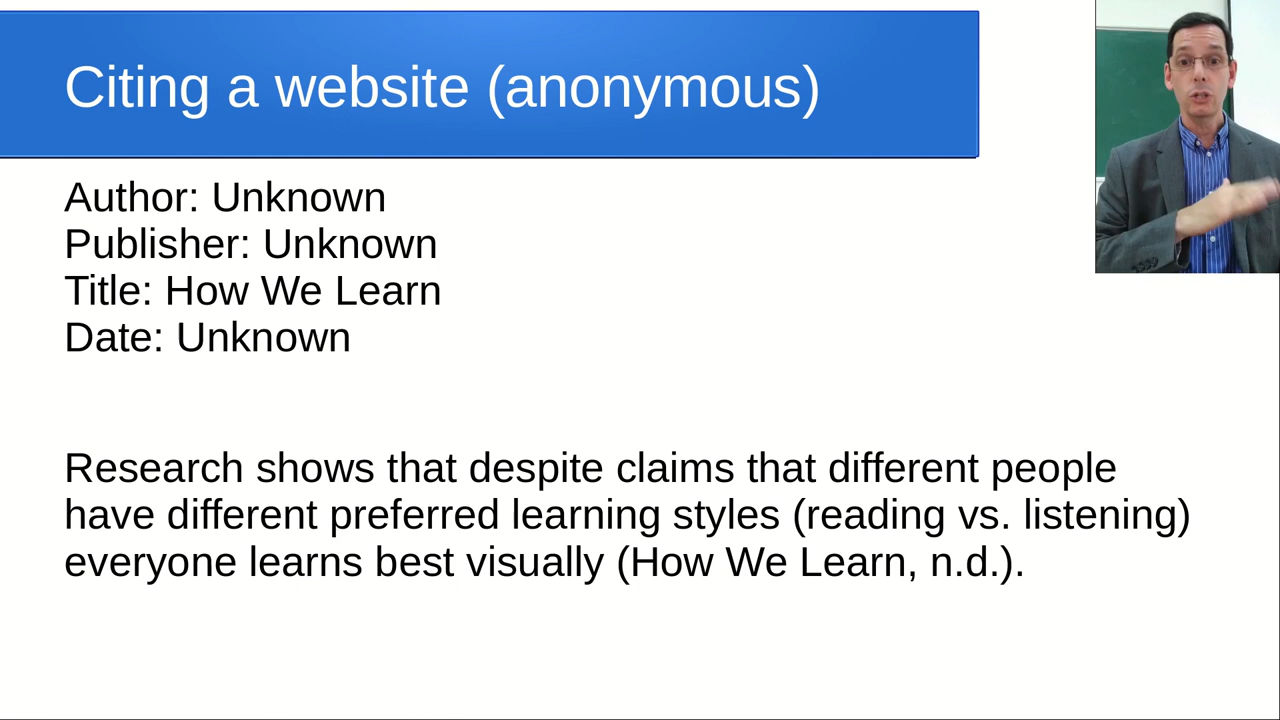 Citing a website (anonymous)
Author: Unknown
Publisher: Unknown
Title: How We Learn
Date: Unknown
Research shows that despite claims that different people
have different preferred learning styles (reading vs. listening)
everyone learns best visually (How We Learn, n.d.).